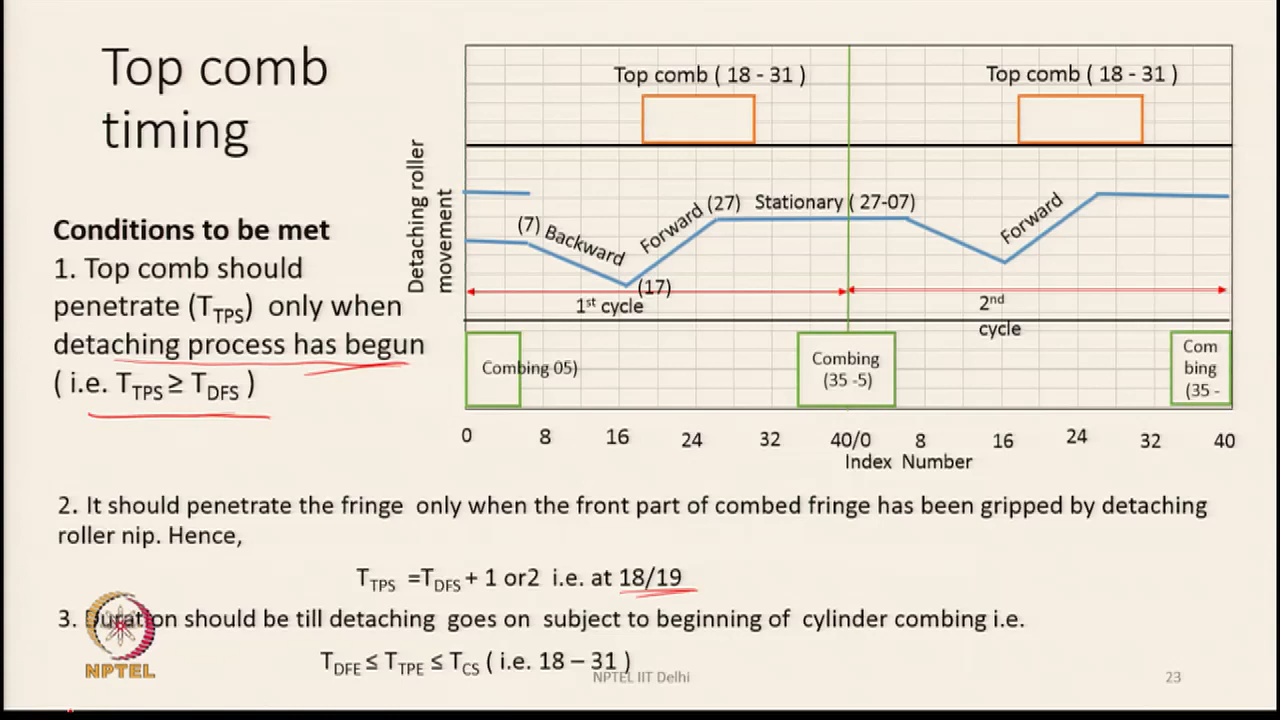 Top comb
timing
Conditions to be met
1. Top comb should
penetrate (TTPS) only when
detaching process has begun
( i.e. TTPS ≥ TDFS )
Top comb ( 18 - 31 )
Top comb ( 18 - 31 )
Detaching roller
movement
(7)
Backward
Forward
(27)
Stationary ( 27-07)
Forward
(17)
1st cycle
2nd
cycle
Combing 05)
Combing
(35 -5)
Com
bing
(35 -
0 8 16 24 32 40/0 8 16 24 32 40
Index Number
2. It should penetrate the fringe only when the front part of combed fringe has been gripped by detaching
roller nip. Hence,
TTPS =TDFS + 1 or2 i.e. at 18/19
3. Duration should be till detaching goes on subject to beginning of cylinder combing i.e.
TDFE ≤ TTPE ≤ TCS ( i.e. 18 – 31 )
NPTEL
NPTEL IIT Delhi
23